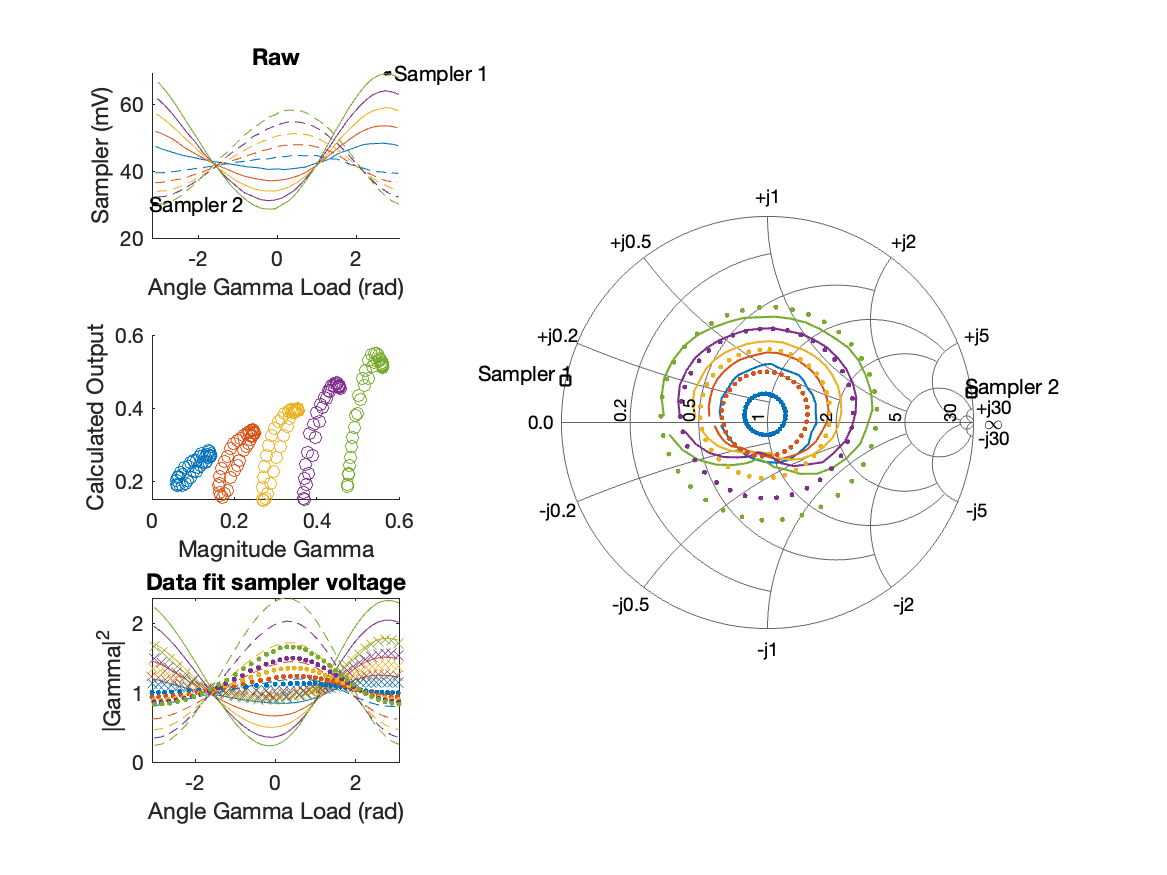 Raw
Sampler 1
Sampler 2
Sampler (mV)
60
40
20
-2
0
2
Angle Gamma Load (rad)
Calculated Output
0.6
0.4
0.2
0
0.2
0.4
0.6
Magnitude Gamma
Data fit sampler voltage
|Gamma|2
2
1
0
-2
0
2
Angle Gamma Load (rad)
+j1
+j0.5
+j2
+j0.2
+j5
Sampler 1
Sampler 2
0.0
0.2
0.5
1
2
5
30
+j30
∞
-j30
-j0.2
-j5
-j0.5
-j2
-j1